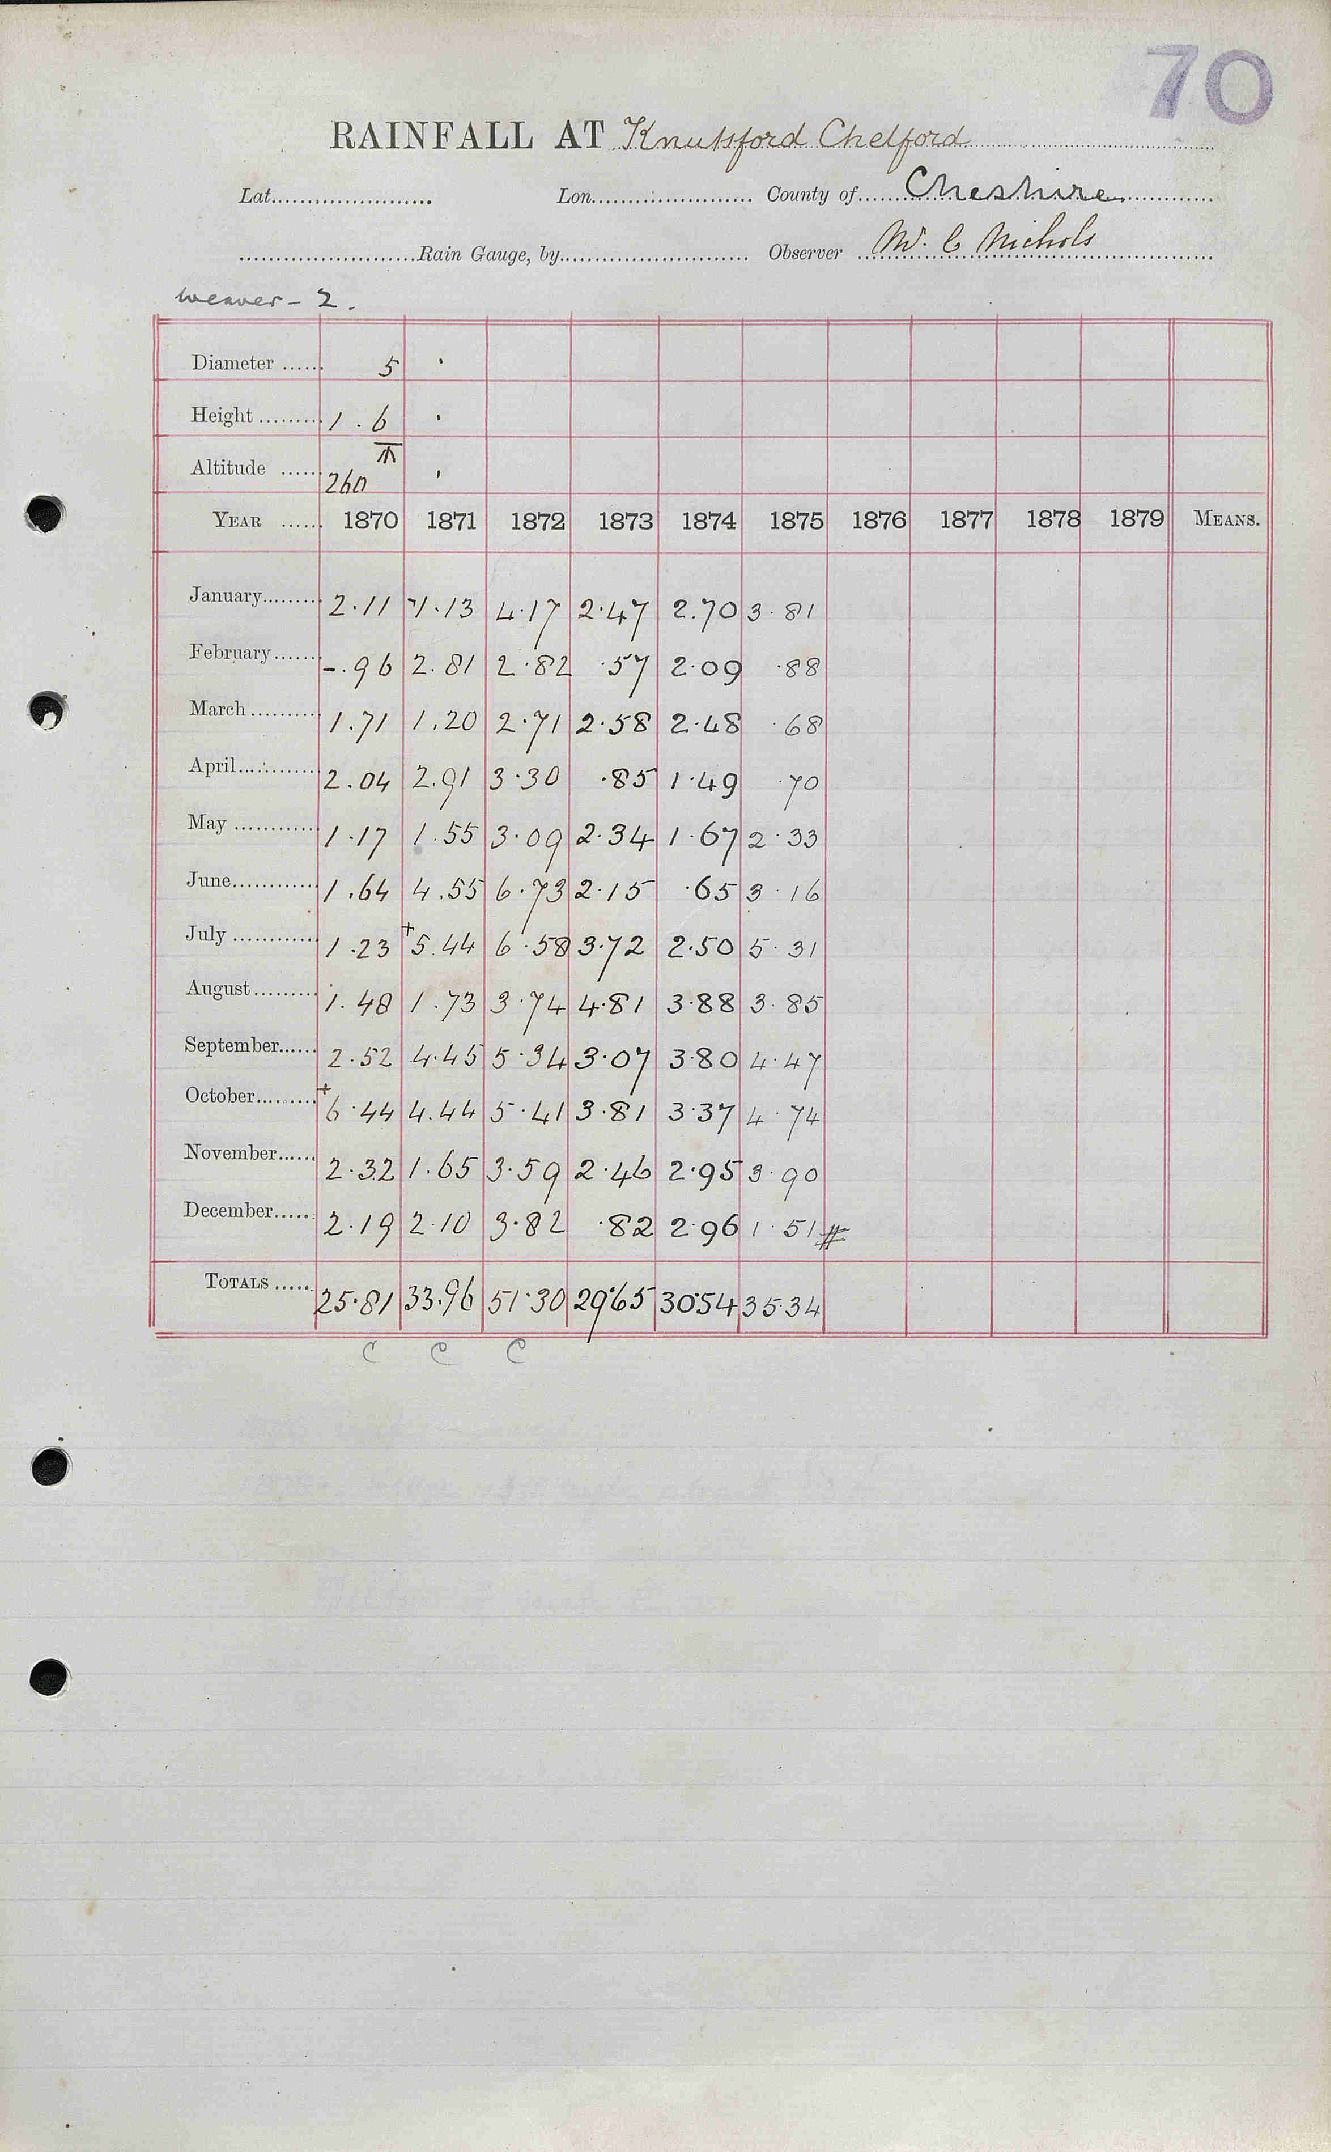 70
RAINFALL AT Knutsford Chelford
Lat. Lon. County of Cheshire
Rain Gauge, by Observer W. C Nichols
weaver - 2.
Diameter 5 .
Height 1 . 6 .
Altitude 260 .
YEAR 1870 1871 1872 1873 1874 1875 1876 1877 1878 1879 MEANS.
January 2.11 1.13 4.17 2.47 2.70 3.81
February -.96 2.81 2.82 .57 2.09 .88
March 1.71 1.20 2.71 2.58 2.48 .68
April 2.04 2.91 3.30 .85 1.49 .70
May 1.17 1.55 3.09 2.34 1.67 2.33
June 1.64 4.55 6.73 2.15 .65 3.16
July 1.23 +5.44 6.58 3.72 2.50 5.31
August 1.48 1.73 3.74 4.81 3.88 3.85
September 2.52 4.45 5.34 3.07 3.80 4.47
October +6.44 4.44 5.41 3.81 3.37 4.74
November 2.32 1.65 3.59 2.46 2.95 3.90
December 2.19 2.10 3.82 .82 2.96 1.51 #
TOTALS 25.81 33.96 51.30 29.65 30.54 35.34
C C C